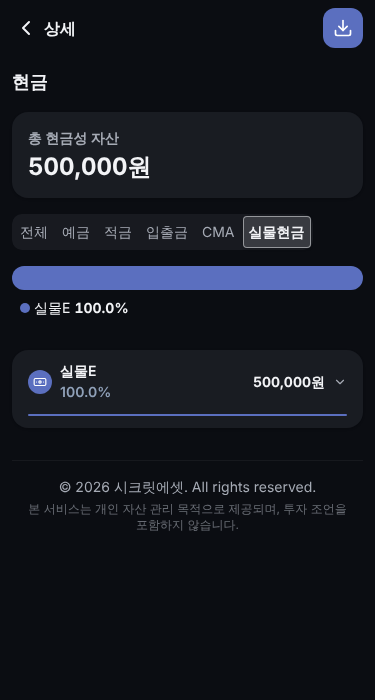 상세
현금
총 현금성 자산
500,000원
전체 예금 적금 입출금 CMA 실물현금
실물E 100.0%
실물E
100.0%
500,000원
© 2026 시크릿에셋. All rights reserved.
본 서비스는 개인 자산 관리 목적으로 제공되며, 투자 조언을
포함하지 않습니다.